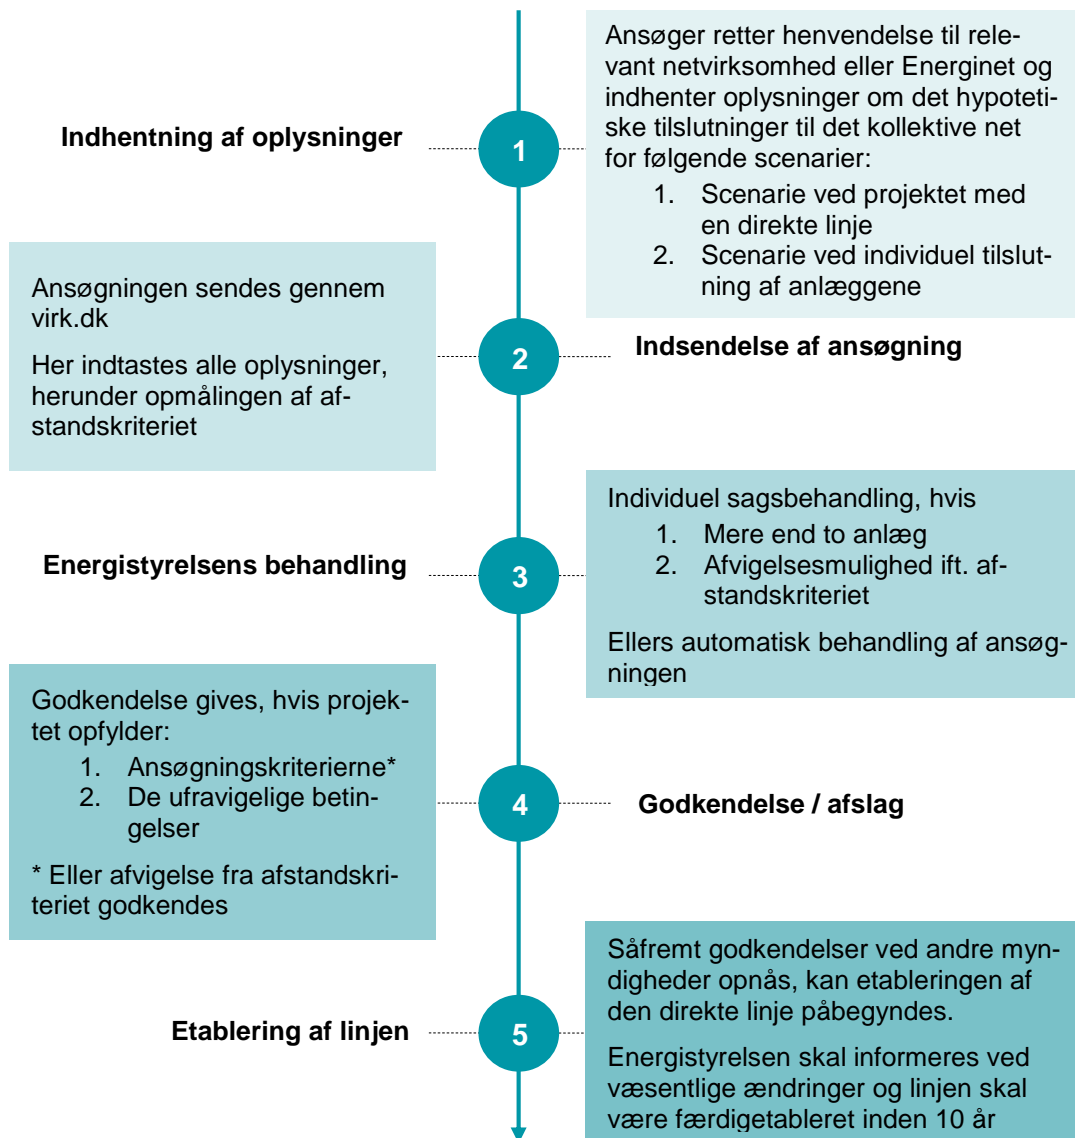 Indhentning af oplysninger
1
Ansøger retter henvendelse til rele-
vant netvirksomhed eller Energinet og
indhenter oplysninger om det hypoteti-
ske tilslutninger til det kollektive net
for følgende scenarier:
1. Scenarie ved projektet med
en direkte linje
2. Scenarie ved individuel tilslut-
ning af anlæggene
Ansøgningen sendes gennem
virk.dk
Her indtastes alle oplysninger,
herunder opmålingen af af-
standskriteriet
2
Indsendelse af ansøgning
Energistyrelsens behandling
3
Individuel sagsbehandling, hvis
1. Mere end to anlæg
2. Afvigelsesmulighed ift. af-
standskriteriet
Ellers automatisk behandling af ansøg-
ningen
Godkendelse gives, hvis projek-
tet opfylder:
1. Ansøgningskriterierne*
2. De ufravigelige betin-
gelser
* Eller afvigelse fra afstandskri-
teriet godkendes
4
Godkendelse / afslag
Etablering af linjen
5
Såfremt godkendelser ved andre myn-
digheder opnås, kan etableringen af
den direkte linje påbegyndes.
Energistyrelsen skal informeres ved
væsentlige ændringer og linjen skal
være færdigetableret inden 10 år